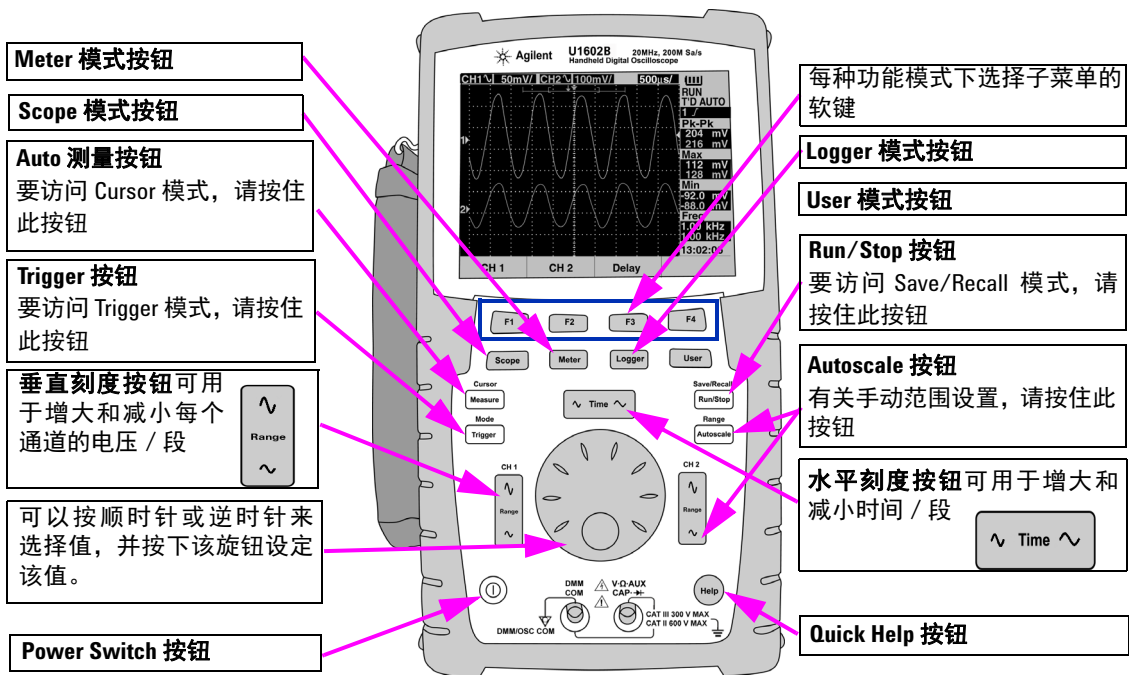 Meter 模式按钮
Scope 模式按钮
Auto 测量按钮
要访问 Cursor 模式，请按住
此按钮
Trigger 按钮
要访问 Trigger 模式，请按住
此按钮
垂直刻度按钮可用
于增大和减小每个
通道的电压 / 段
Range
可以按顺时针或逆时针来
选择值，并按下该旋钮设定
该值。
Power Switch 按钮
Agilent
U1602B
20MHz, 200M Sa/s
Handheld Digital Oscilloscope
CH1 50mV/ CH2 100mV/ 500µs/
RUN
T'D AUTO
1
Pk-Pk
204 mV
216 mV
Max
112 mV
128 mV
Min
-92.0 mV
-88.0 mV
Freq
1.00 kHz
1.00 kHz
13:02:05
1
2
CH 1 CH 2 Delay
F1 F2 F3 F4
Scope Meter Logger User
Cursor
Measure
Mode
Trigger
Time
Save/Recall
Run/Stop
Range
Autoscale
CH 1
Range
CH 2
Range
DMM
COM
V·Ω·AUX
CAP·
Help
CAT III 300 V MAX
CAT II 600 V MAX
DMM/OSC COM
每种功能模式下选择子菜单的
软键
Logger 模式按钮
User 模式按钮
Run/Stop 按钮
要访问 Save/Recall 模式，请
按住此按钮
Autoscale 按钮
有关手动范围设置，请按住此
按钮
水平刻度按钮可用于增大和
减小时间 / 段
Time
Quick Help 按钮